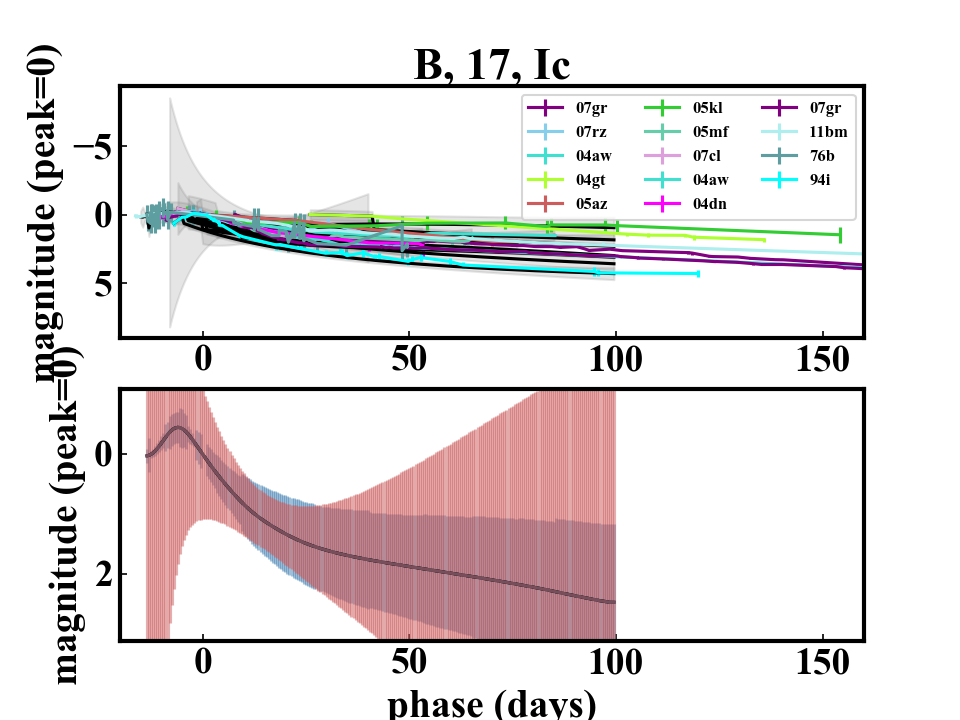 B, 17, Ic
magnitude (peak=0)
−5
0
5
07gr 05kl 07gr
07rz 05mf 11bm
04aw 07cl 76b
04gt 04aw 94i
05az 04dn
0 50 100 150
magnitude (peak=0)
0
2
0 50 100 150
phase (days)